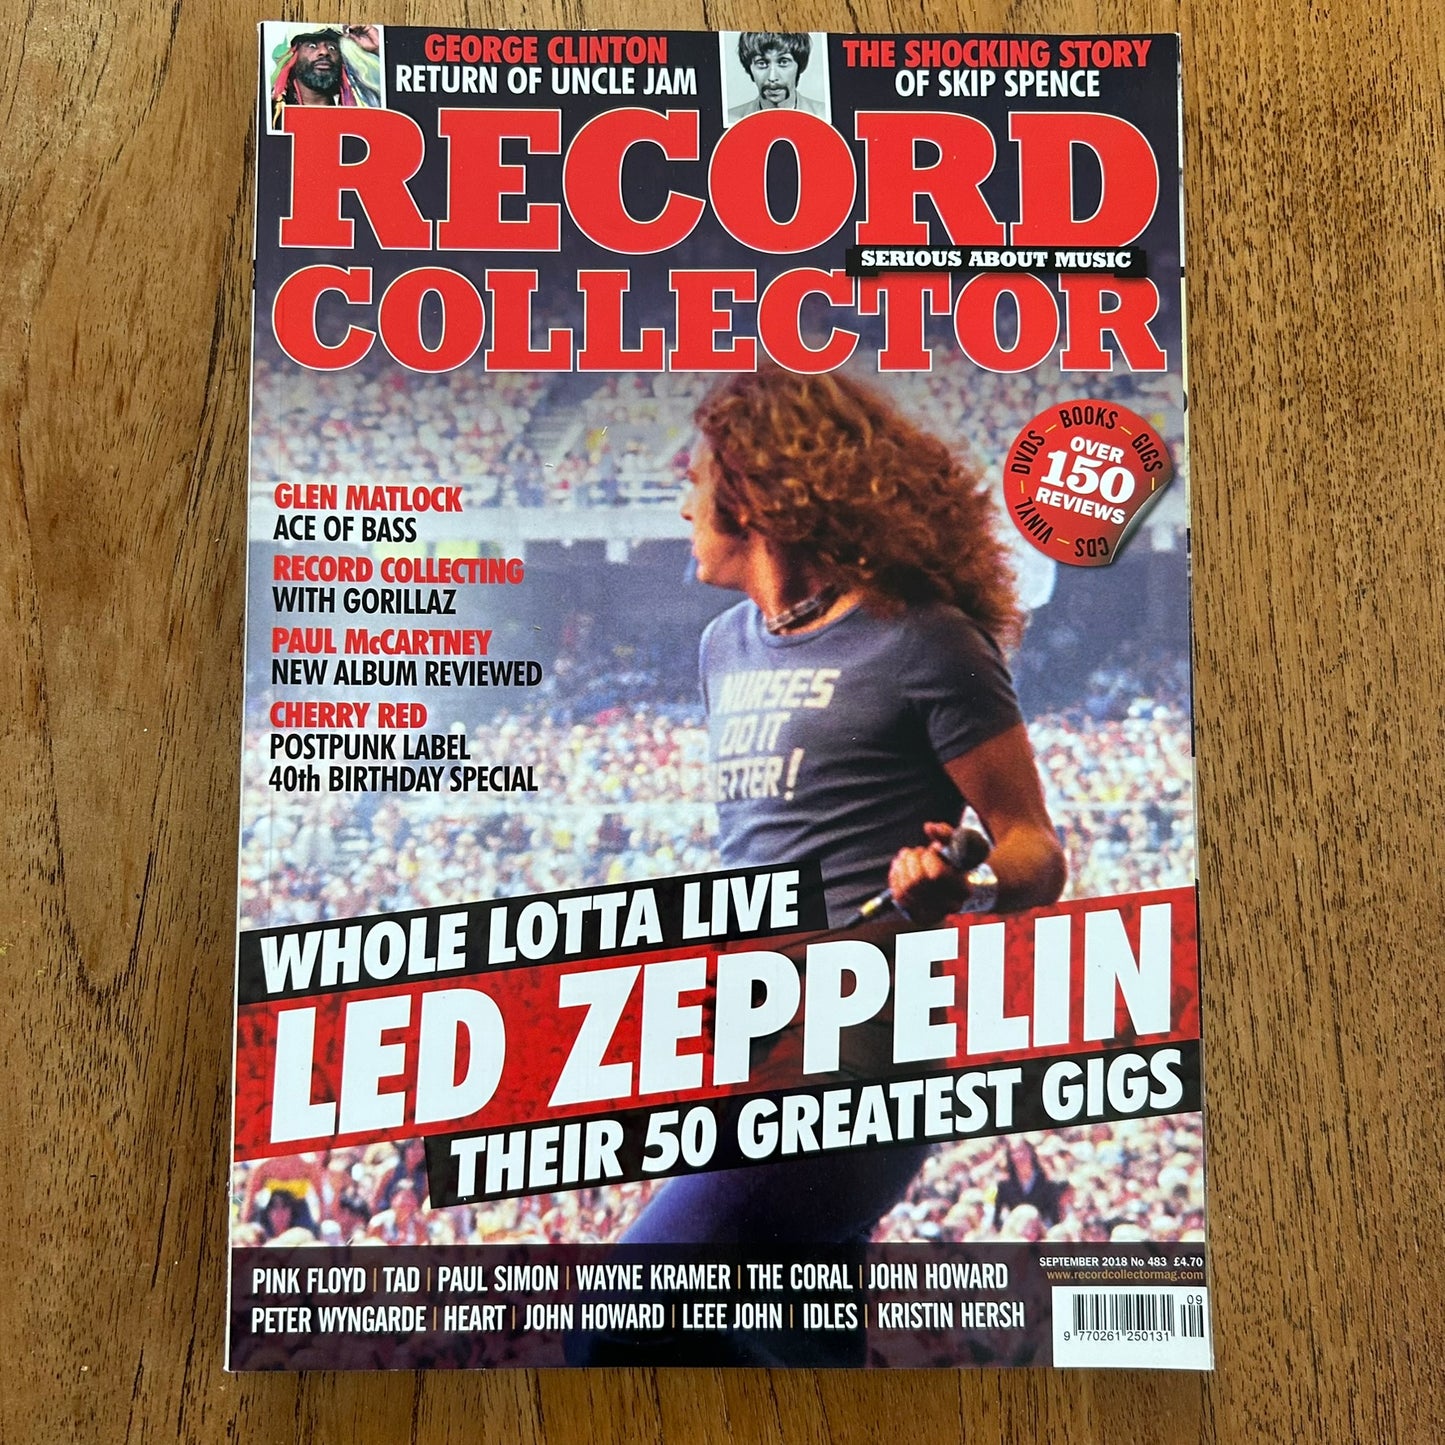 GEORGE CLINTON
RETURN OF UNCLE JAM
THE SHOCKING STORY
OF SKIP SPENCE
RECORD
SERIOUS ABOUT MUSIC
COLLECTOR
DVDS – BOOKS – GIGS – CDS – VINYL –
OVER
150
REVIEWS
GLEN MATLOCK
ACE OF BASS
RECORD COLLECTING
WITH GORILLAZ
PAUL McCARTNEY
NEW ALBUM REVIEWED
CHERRY RED
POSTPUNK LABEL
40th BIRTHDAY SPECIAL
NURSES
DO IT
ETTER!
WHOLE LOTTA LIVE
LED ZEPPELIN
THEIR 50 GREATEST GIGS
PINK FLOYD | TAD | PAUL SIMON | WAYNE KRAMER | THE CORAL | JOHN HOWARD
PETER WYNGARDE | HEART | JOHN HOWARD | LEEE JOHN | IDLES | KRISTIN HERSH
SEPTEMBER 2018 No 483 £4.70
www.recordcollectormag.com
09
9 770261 250131